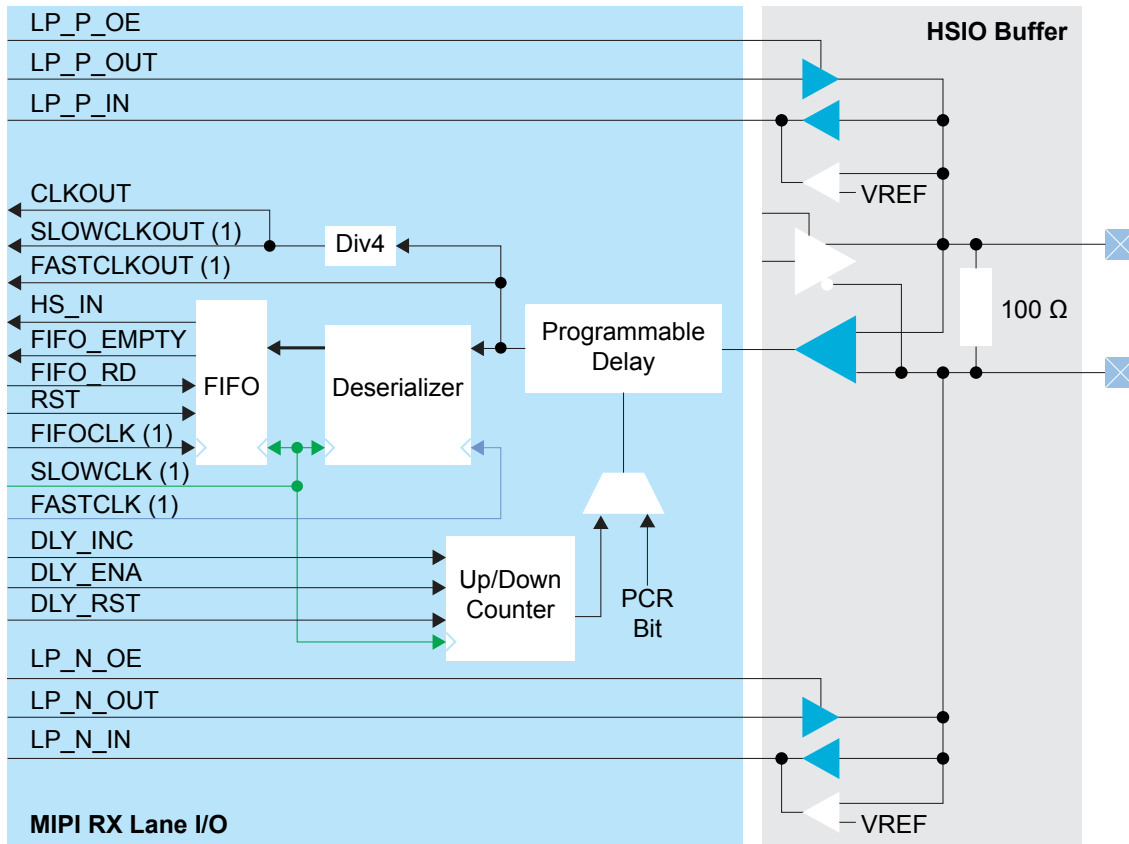 LP_P_OE
HSIO Buffer
LP_P_OUT
LP_P_IN
VREF
CLKOUT
SLOWCLKOUT (1)
Div4
FASTCLKOUT (1)
HS_IN
FIFO_EMPTY
FIFO_RD
RST
FIFOCLK (1)
SLOWCLK (1)
FASTCLK (1)
FIFO
Deserializer
Programmable
Delay
100 Ω
DLY_INC
DLY_ENA
DLY_RST
Up/Down
Counter
PCR
Bit
LP_N_OE
LP_N_OUT
LP_N_IN
VREF
MIPI RX Lane I/O